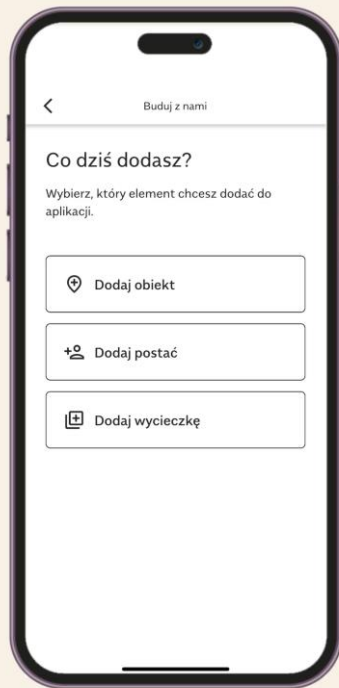 Buduj z nami
Co dziś dodasz?
Wybierz, który element chcesz dodać do
aplikacji.
Dodaj obiekt
Dodaj postać
Dodaj wycieczkę